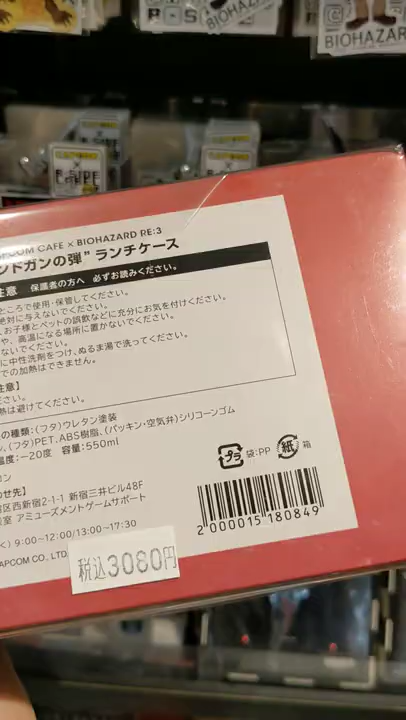 BIOHAZARD
BIOHAZARD
COM CAFE × BIOHAZARD RE:3
ンドガンの弾” ランチケース
注意 保護者の方へ 必ずお読みください。
ところで使用・保管してください。
絶対に与えないでください。
、お子様とペットの誤飲などに充分にお気を付けください。
や、高温になる場所に置かないでください。
ないでください。
に中性洗剤をつけ、ぬるま湯で洗ってください。
での加熱はできません。
注意】
ださい。
熱は避けてください。
の種類:(フタ)ウレタン塗装
、(フタ)PET.ABS樹脂、(パッキン・空気弁)シリコーンゴム
温度:-20度 容量:550ml
プラ 袋:PP 紙 箱
コン
わせ先】
区西新宿2-1-1 新宿三井ビル48F
室 アミューズメントゲームサポート
く) 9:00~12:00/13:00~17:30
APCOM CO., LTD.
2 000015 180849
税込3080円